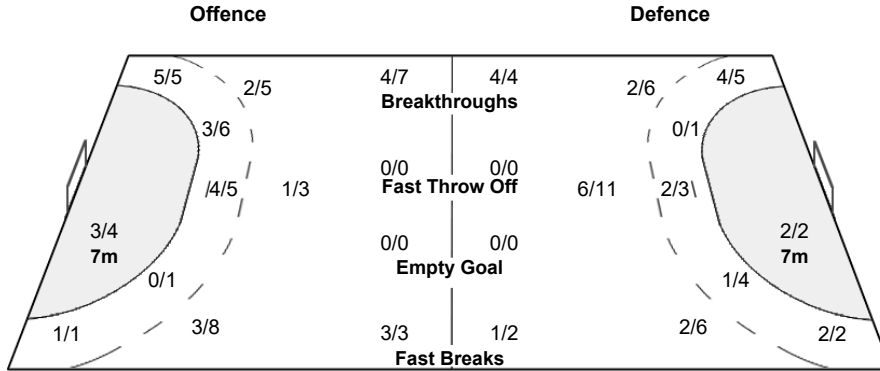 Offence Defence
5/5 2/5 4/7 4/4 2/6 4/5
Breakthroughs
3/6 0/1
0/0 0/0
4/5 1/3 Fast Throw Off 6/11 2/3
3/4 2/2
0/0 0/0
7m 7m
Empty Goal
0/1 1/4
1/1 3/8 3/3 1/2 2/6 2/2
Fast Breaks